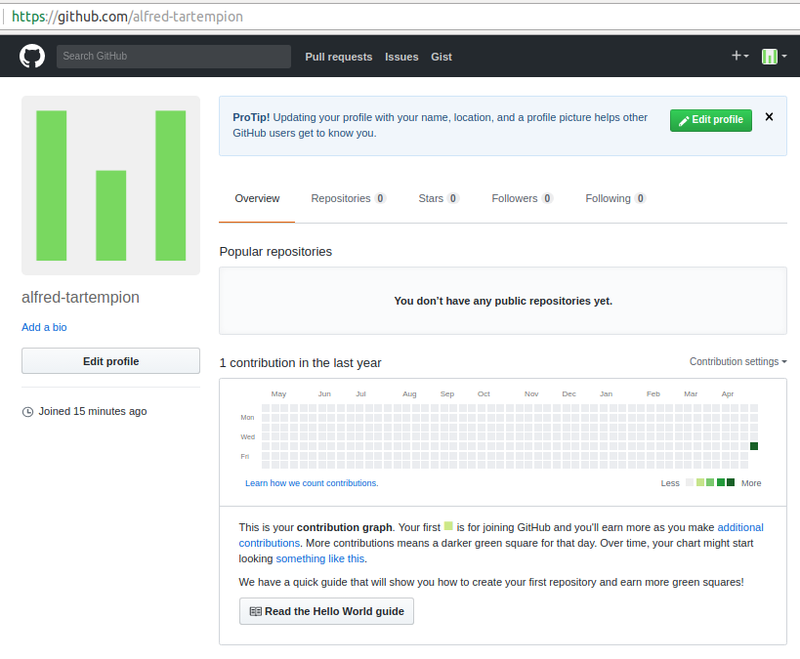 https://github.com/alfred-tartempion
Search GitHub
Pull requests Issues Gist
ProTip! Updating your profile with your name, location, and a profile picture helps other
GitHub users get to know you.
Edit profile
Overview Repositories 0 Stars 0 Followers 0 Following 0
Popular repositories
You don't have any public repositories yet.
alfred-tartempion
Add a bio
Edit profile
Joined 15 minutes ago
1 contribution in the last year
Contribution settings
May Jun Jul Aug Sep Oct Nov Dec Jan Feb Mar Apr
Mon
Wed
Fri
Learn how we count contributions.
Less More
This is your contribution graph. Your first is for joining GitHub and you'll earn more as you make additional
contributions. More contributions means a darker green square for that day. Over time, your chart might start
looking something like this.
We have a quick guide that will show you how to create your first repository and earn more green squares!
Read the Hello World guide